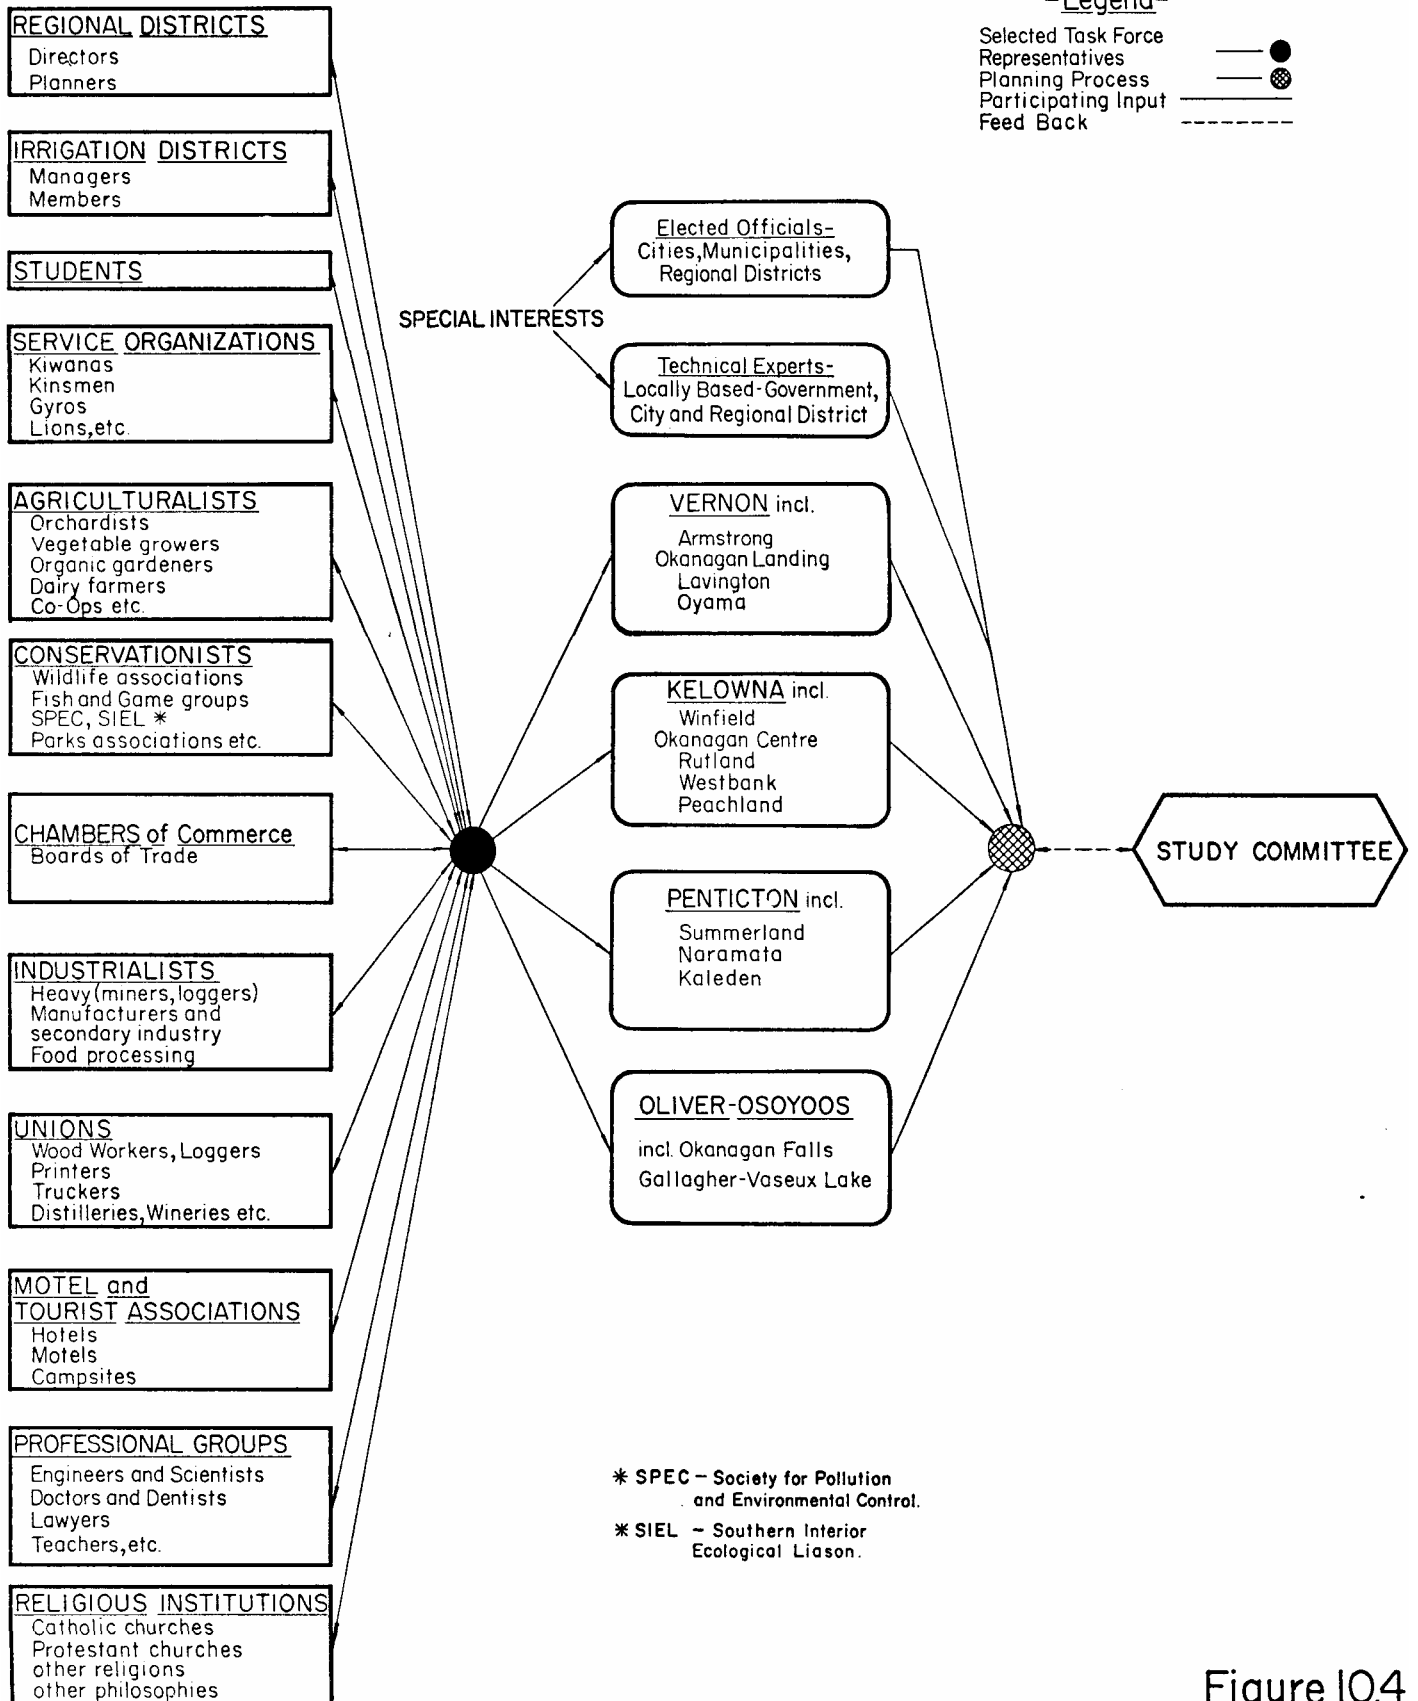 REGIONAL DISTRICTS
Directors
Planners
IRRIGATION DISTRICTS
Managers
Members
STUDENTS
SERVICE ORGANIZATIONS
Kiwanas
Kinsmen
Gyros
Lions,etc.
AGRICULTURALISTS
Orchardists
Vegetable growers
Organic gardeners
Dairy farmers
Co-Ops etc.
CONSERVATIONISTS
Wildlife associations
Fish and Game groups
SPEC, SIEL *
Parks associations etc.
CHAMBERS of Commerce
Boards of Trade
INDUSTRIALISTS
Heavy (miners, loggers)
Manufacturers and
secondary industry
Food processing
UNIONS
Wood Workers, Loggers
Printers
Truckers
Distilleries, Wineries etc.
MOTEL and
TOURIST ASSOCIATIONS
Hotels
Motels
Campsites
PROFESSIONAL GROUPS
Engineers and Scientists
Doctors and Dentists
Lawyers
Teachers, etc.
RELIGIOUS INSTITUTIONS
Catholic churches
Protestant churches
other religions
other philosophies
SPECIAL INTERESTS
Elected Officials-
Cities, Municipalities,
Regional Districts
Technical Experts-
Locally Based-Government,
City and Regional District
VERNON incl.
Armstrong
Okanagan Landing
Lavington
Oyama
KELOWNA incl.
Winfield
Okanagan Centre
Rutland
Westbank
Peachland
PENTICTON incl.
Summerland
Naramata
Kaleden
OLIVER-OSOYOOS
incl. Okanagan Falls
Gallagher-Vaseux Lake
STUDY COMMITTEE
-Legend-
Selected Task Force
Representatives
Planning Process
Participating Input
Feed Back
* SPEC - Society for Pollution
and Environmental Control.
* SIEL - Southern Interior
Ecological Liason.
Figure 10.4